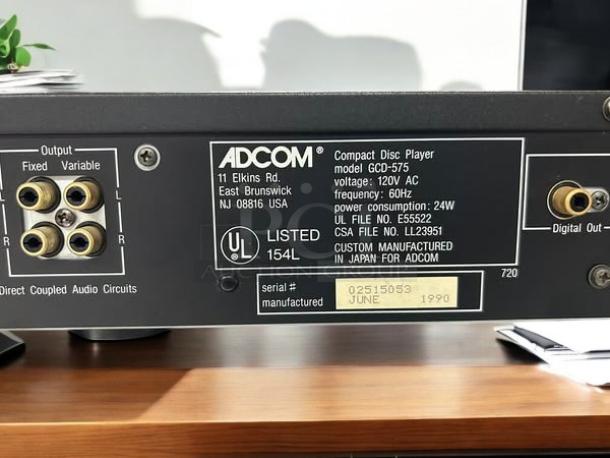 Output
Fixed Variable
L
L
R
R
Direct Coupled Audio Circuits
ADCOM®
11 Elkins Rd.
East Brunswick
NJ 08816 USA
UL
LISTED
154L
Compact Disc Player
model GCD-575
voltage: 120V AC
frequency: 60Hz
power consumption: 24W
UL FILE NO. E55522
CSA FILE NO. LL23951
CUSTOM MANUFACTURED
IN JAPAN FOR ADCOM
720
serial # 02515053
manufactured JUNE 1990
Digital Out